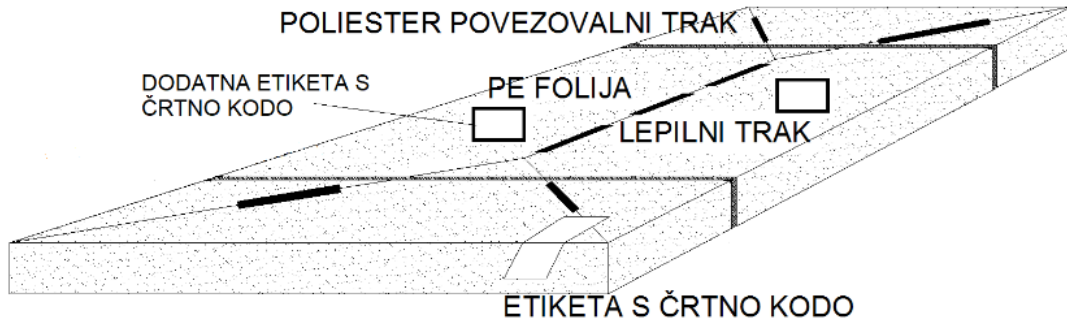 POLIESTER POVEZOVALNI TRAK
DODATNA ETIKETA S
ČRTNO KODO
PE FOLIJA
LEPILNI TRAK
ETIKETA S ČRTNO KODO